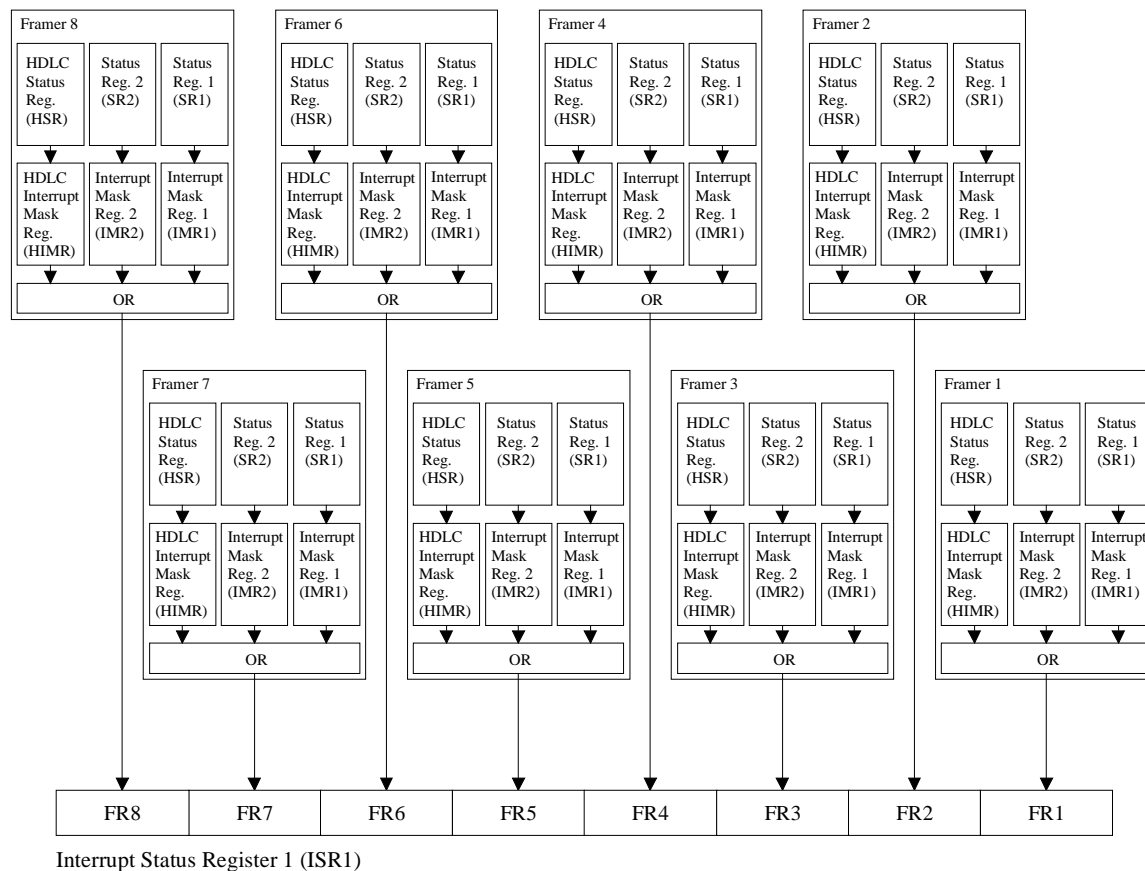 Framer 8
HDLC
Status
Reg.
(HSR)
Status
Reg. 2
(SR2)
Status
Reg. 1
(SR1)
HDLC
Interrupt
Mask
Reg.
(HIMR)
Interrupt
Mask
Reg. 2
(IMR2)
Interrupt
Mask
Reg. 1
(IMR1)
OR
Framer 6
HDLC
Status
Reg.
(HSR)
Status
Reg. 2
(SR2)
Status
Reg. 1
(SR1)
HDLC
Interrupt
Mask
Reg.
(HIMR)
Interrupt
Mask
Reg. 2
(IMR2)
Interrupt
Mask
Reg. 1
(IMR1)
OR
Framer 4
HDLC
Status
Reg.
(HSR)
Status
Reg. 2
(SR2)
Status
Reg. 1
(SR1)
HDLC
Interrupt
Mask
Reg.
(HIMR)
Interrupt
Mask
Reg. 2
(IMR2)
Interrupt
Mask
Reg. 1
(IMR1)
OR
Framer 2
HDLC
Status
Reg.
(HSR)
Status
Reg. 2
(SR2)
Status
Reg. 1
(SR1)
HDLC
Interrupt
Mask
Reg.
(HIMR)
Interrupt
Mask
Reg. 2
(IMR2)
Interrupt
Mask
Reg. 1
(IMR1)
OR
Framer 7
HDLC
Status
Reg.
(HSR)
Status
Reg. 2
(SR2)
Status
Reg. 1
(SR1)
HDLC
Interrupt
Mask
Reg.
(HIMR)
Interrupt
Mask
Reg. 2
(IMR2)
Interrupt
Mask
Reg. 1
(IMR1)
OR
Framer 5
HDLC
Status
Reg.
(HSR)
Status
Reg. 2
(SR2)
Status
Reg. 1
(SR1)
HDLC
Interrupt
Mask
Reg.
(HIMR)
Interrupt
Mask
Reg. 2
(IMR2)
Interrupt
Mask
Reg. 1
(IMR1)
OR
Framer 3
HDLC
Status
Reg.
(HSR)
Status
Reg. 2
(SR2)
Status
Reg. 1
(SR1)
HDLC
Interrupt
Mask
Reg.
(HIMR)
Interrupt
Mask
Reg. 2
(IMR2)
Interrupt
Mask
Reg. 1
(IMR1)
OR
Framer 1
HDLC
Status
Reg.
(HSR)
Status
Reg. 2
(SR2)
Status
Reg. 1
(SR1)
HDLC
Interrupt
Mask
Reg.
(HIMR)
Interrupt
Mask
Reg. 2
(IMR2)
Interrupt
Mask
Reg. 1
(IMR1)
OR
FR8 FR7 FR6 FR5 FR4 FR3 FR2 FR1
Interrupt Status Register 1 (ISR1)